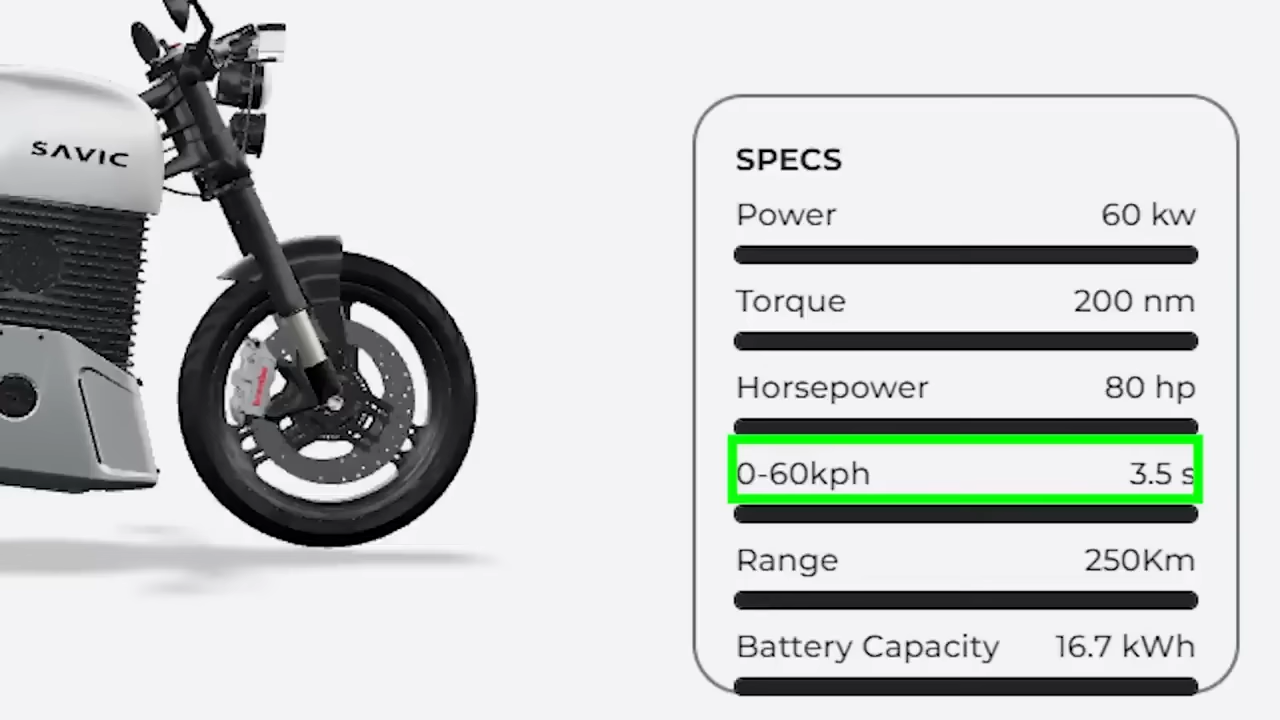 SAVIC
brembo
SPECS
Power 60 kw
Torque 200 nm
Horsepower 80 hp
0-60kph 3.5 s
Range 250Km
Battery Capacity 16.7 kWh